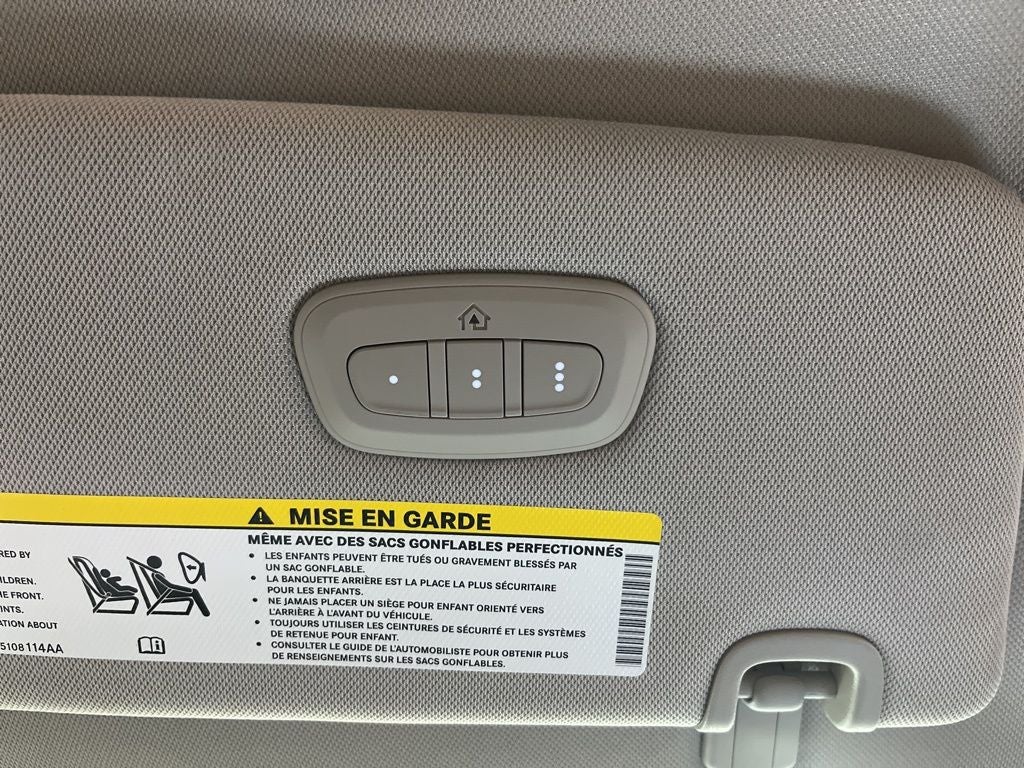 MISE EN GARDE
MÊME AVEC DES SACS GONFLABLES PERFECTIONNÉS
• LES ENFANTS PEUVENT ÊTRE TUÉS OU GRAVEMENT BLESSÉS PAR
UN SAC GONFLABLE.
• LA BANQUETTE ARRIÈRE EST LA PLACE LA PLUS SÉCURITAIRE
POUR LES ENFANTS.
• NE JAMAIS PLACER UN SIÈGE POUR ENFANT ORIENTÉ VERS
L'ARRIÈRE À L'AVANT DU VÉHICULE.
• TOUJOURS UTILISER LES CEINTURES DE SÉCURITÉ ET LES SYSTÈMES
DE RETENUE POUR ENFANT.
• CONSULTER LE GUIDE DE L'AUTOMOBILISTE POUR OBTENIR PLUS
DE RENSEIGNEMENTS SUR LES SACS GONFLABLES.
RED BY
ILDREN.
IE FRONT.
INTS.
ATION ABOUT
5108114AA